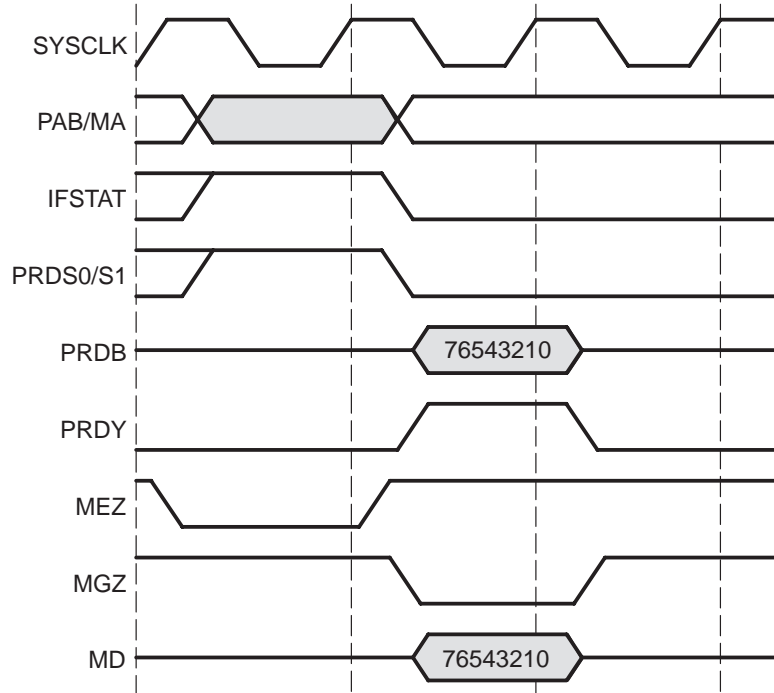 SYSCLK
PAB/MA
IFSTAT
PRDS0/S1
PRDB
76543210
PRDY
MEZ
MGZ
MD
76543210